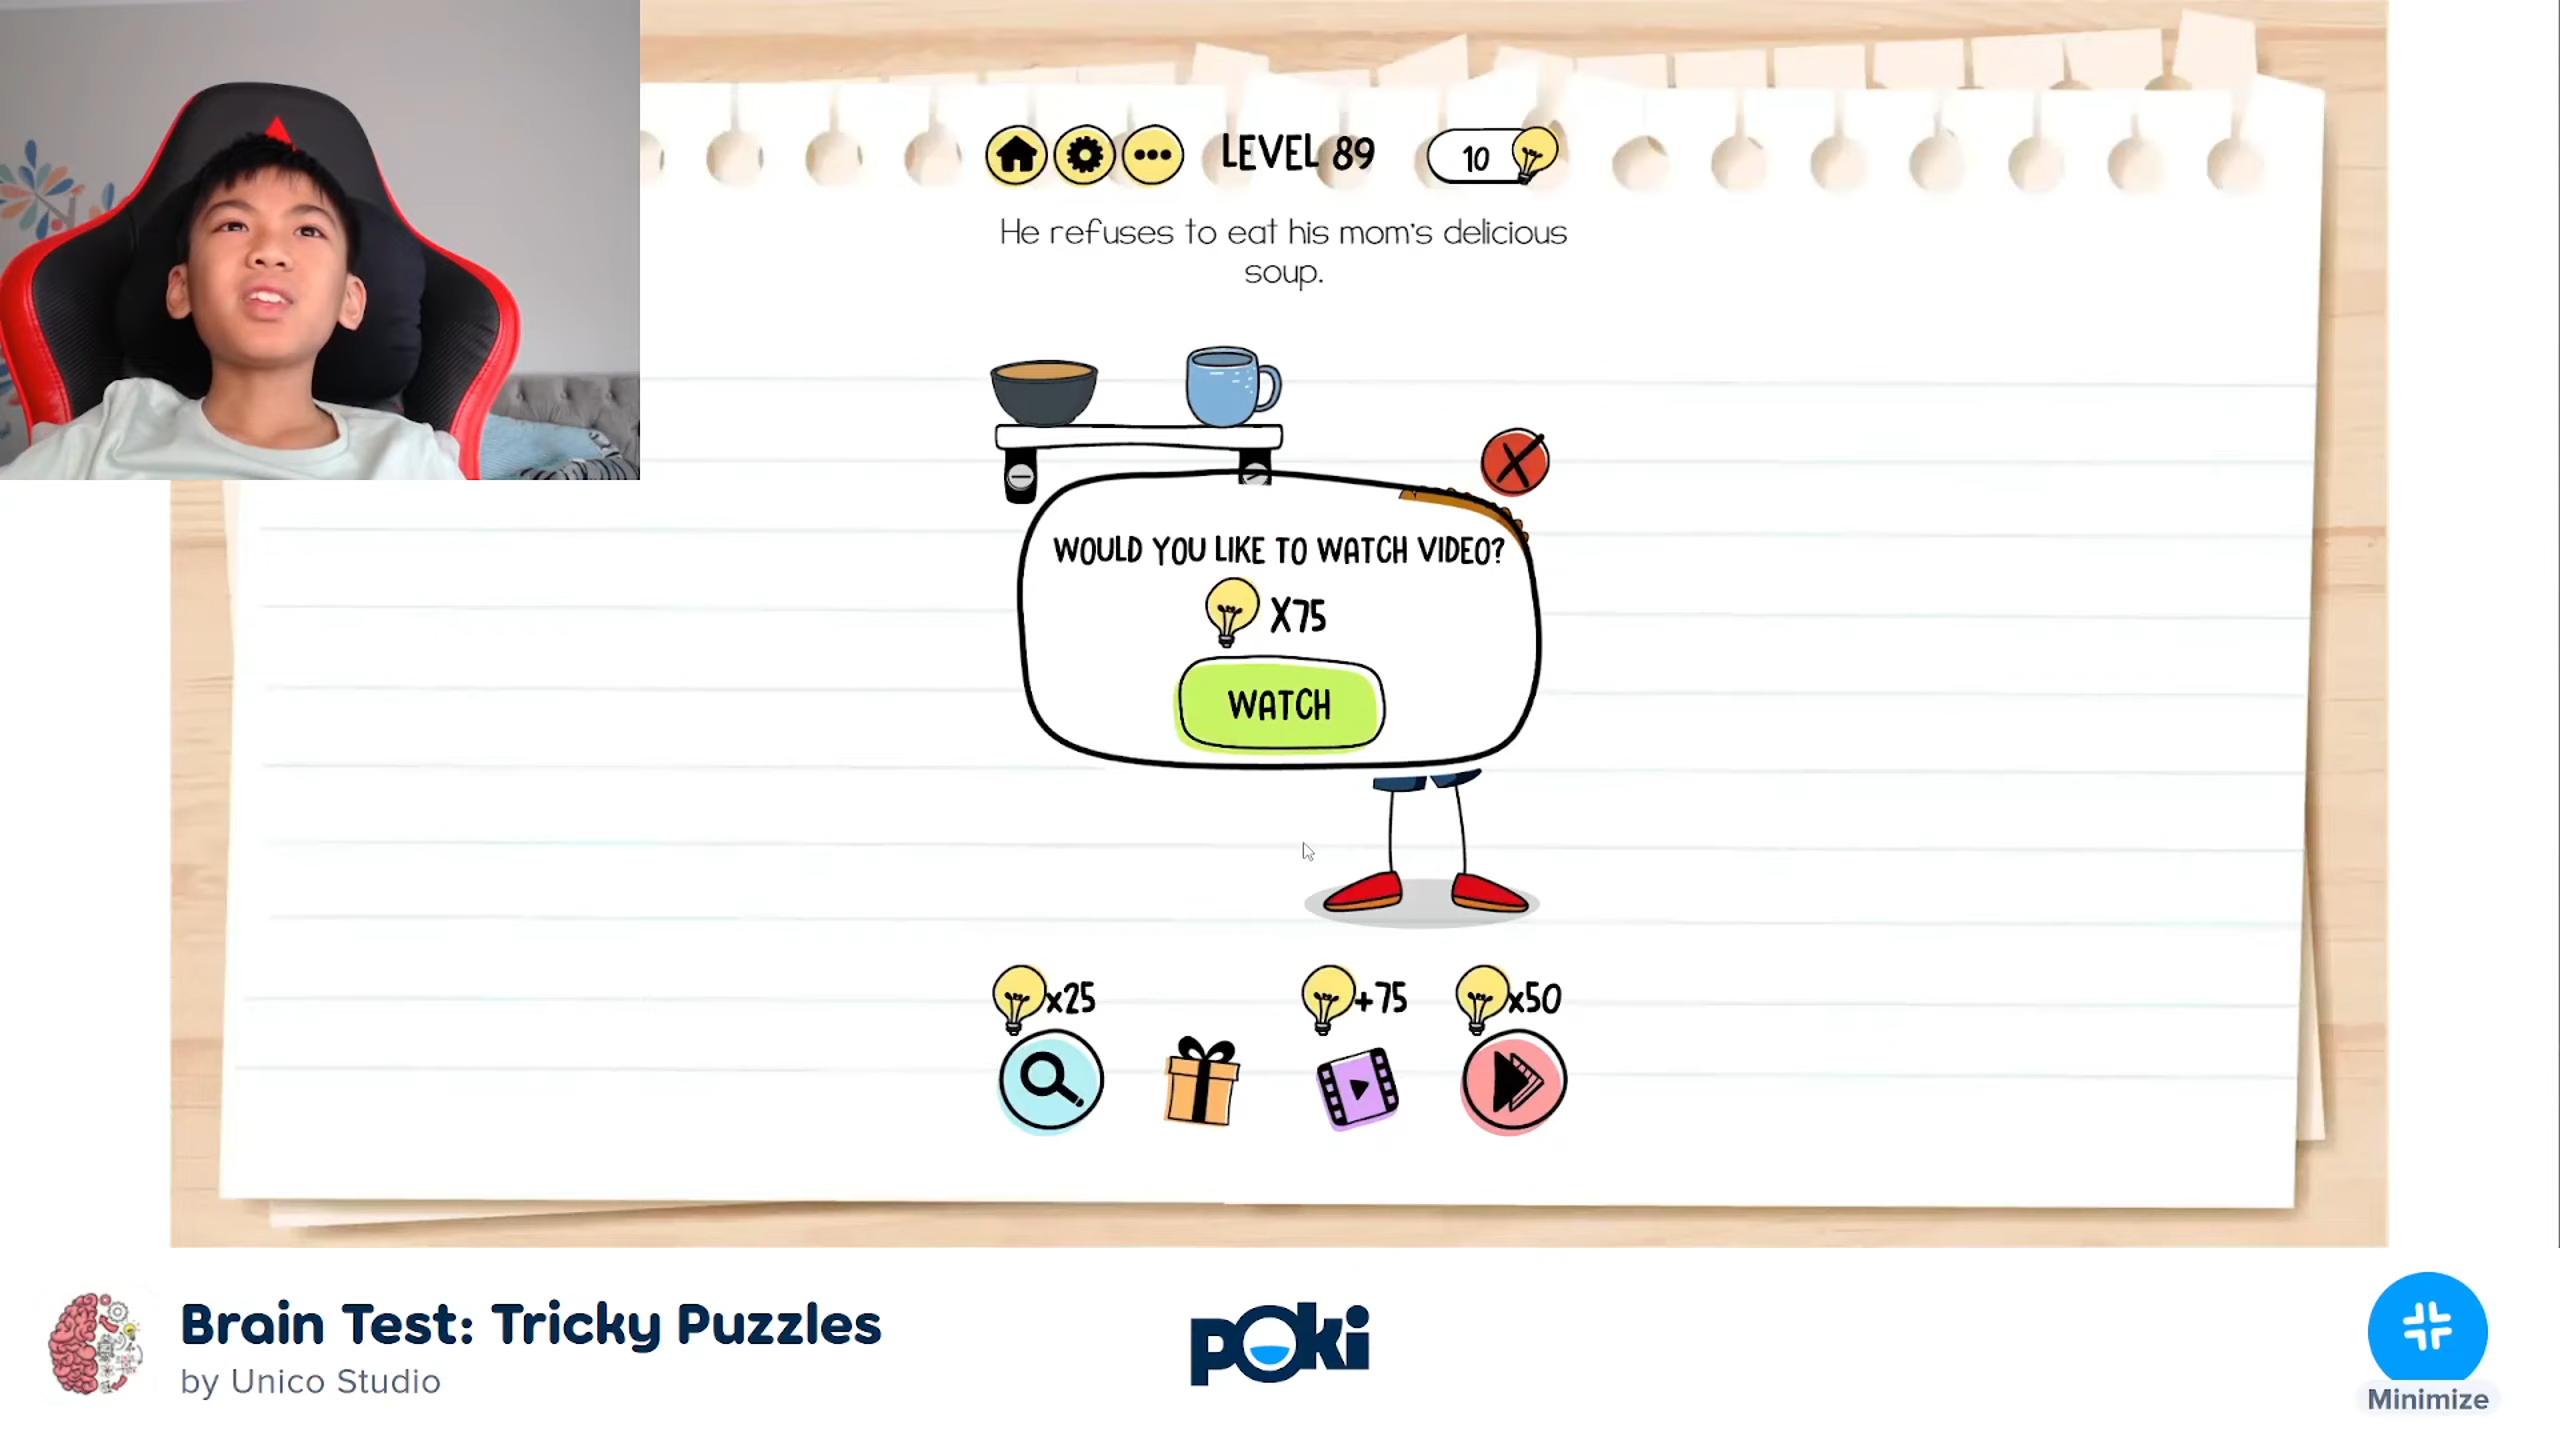 LEVEL 89
10
He refuses to eat his mom's delicious
soup.
WOULD YOU LIKE TO WATCH VIDEO?
X75
WATCH
x25
+75
x50
Brain Test: Tricky Puzzles
by Unico Studio
POKi
Minimize